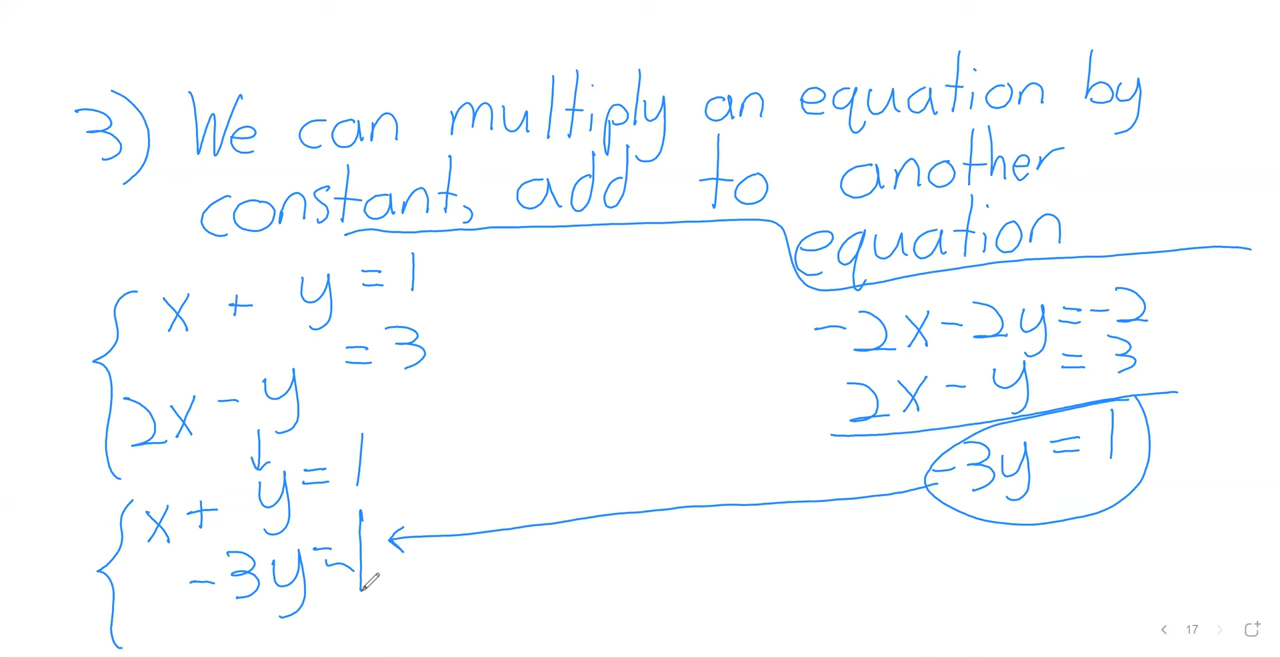 3) We can multiply an equation by
constant, add to another
equation
x + y = 1
2x - y = 3
x + y = 1
-3y = 1
-2x - 2y = -2
2x - y = 3
-3y = 1
17